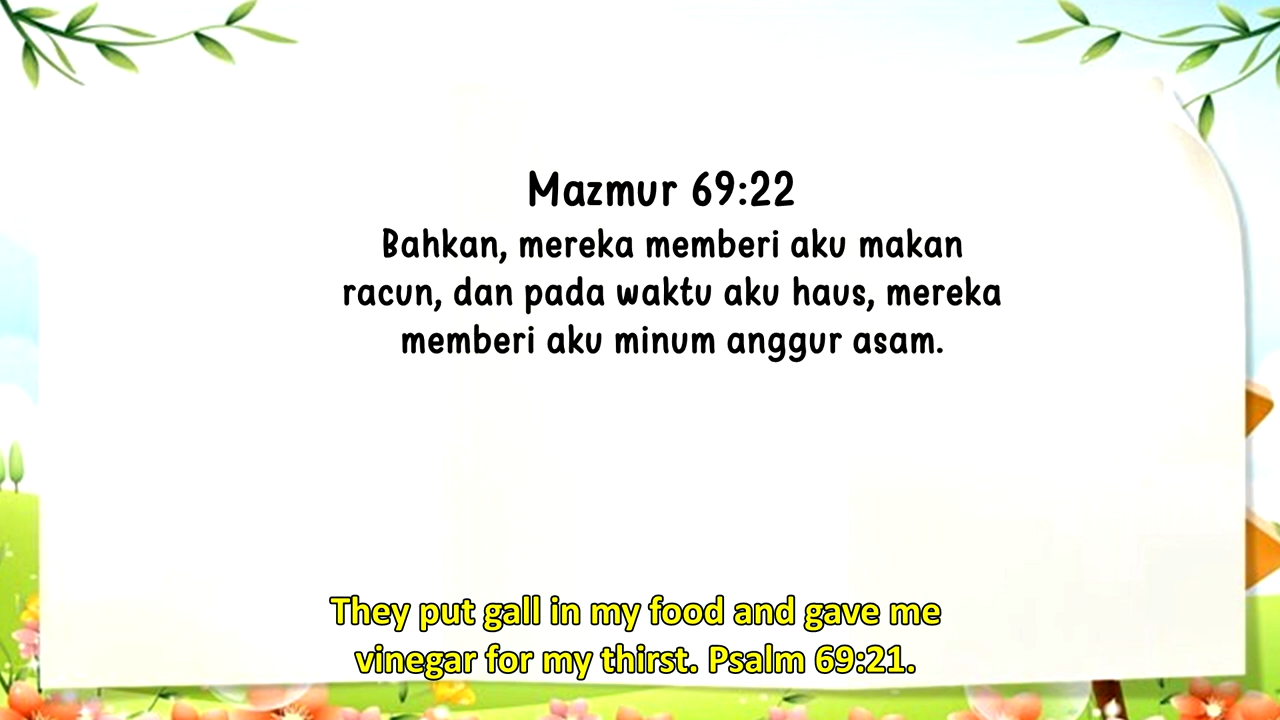 Mazmur 69:22
Bahkan, mereka memberi aku makan
racun, dan pada waktu aku haus, mereka
memberi aku minum anggur asam.
They put gall in my food and gave me
vinegar for my thirst. Psalm 69:21.